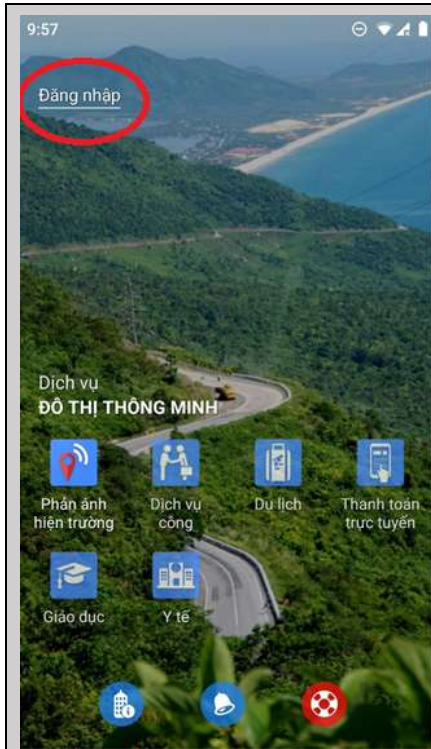 9:57
Đăng nhập
Dịch vụ
ĐÔ THỊ THÔNG MINH
Phản ánh
hiện trường
Dịch vụ
công
Du lịch
Thanh toán
trực tuyến
Giáo dục
Y tế